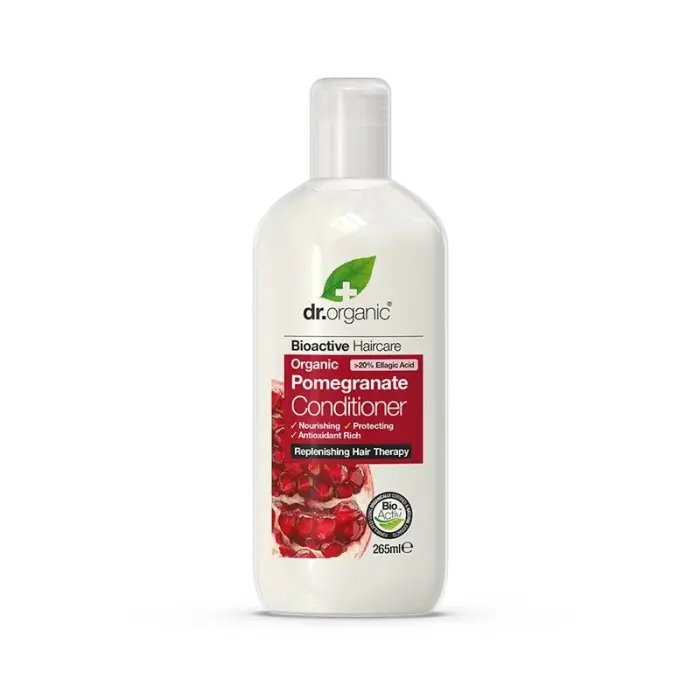 dr.organic®
Bioactive Haircare
Organic >20% Ellagic Acid
Pomegranate
Conditioner
✓ Nourishing ✓ Protecting
✓ Antioxidant Rich
Replenishing Hair Therapy
Bio
Activ
265ml℮